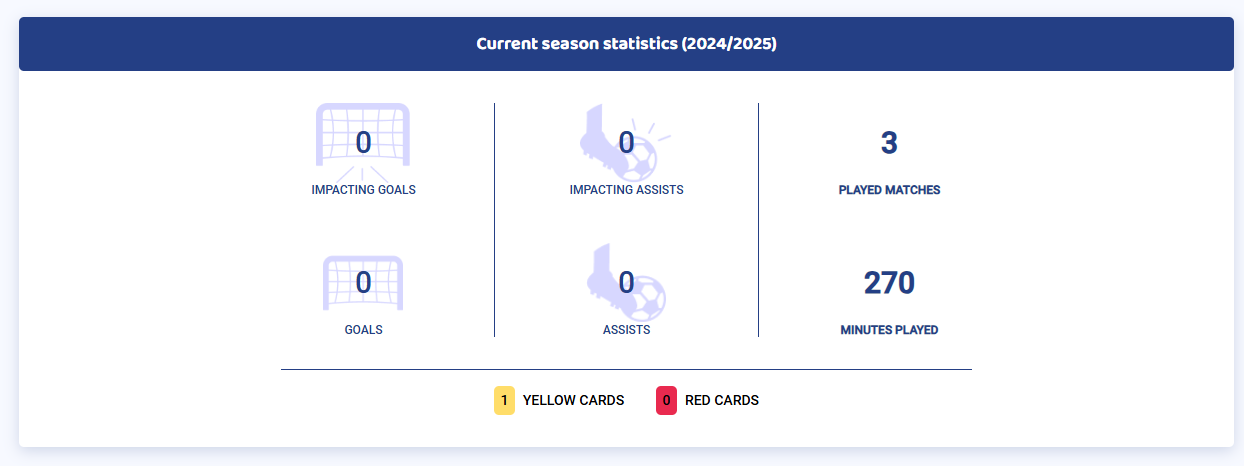 Current season statistics (2024/2025)
0
IMPACTING GOALS
0
IMPACTING ASSISTS
3
PLAYED MATCHES
0
GOALS
0
ASSISTS
270
MINUTES PLAYED
1 YELLOW CARDS
0 RED CARDS